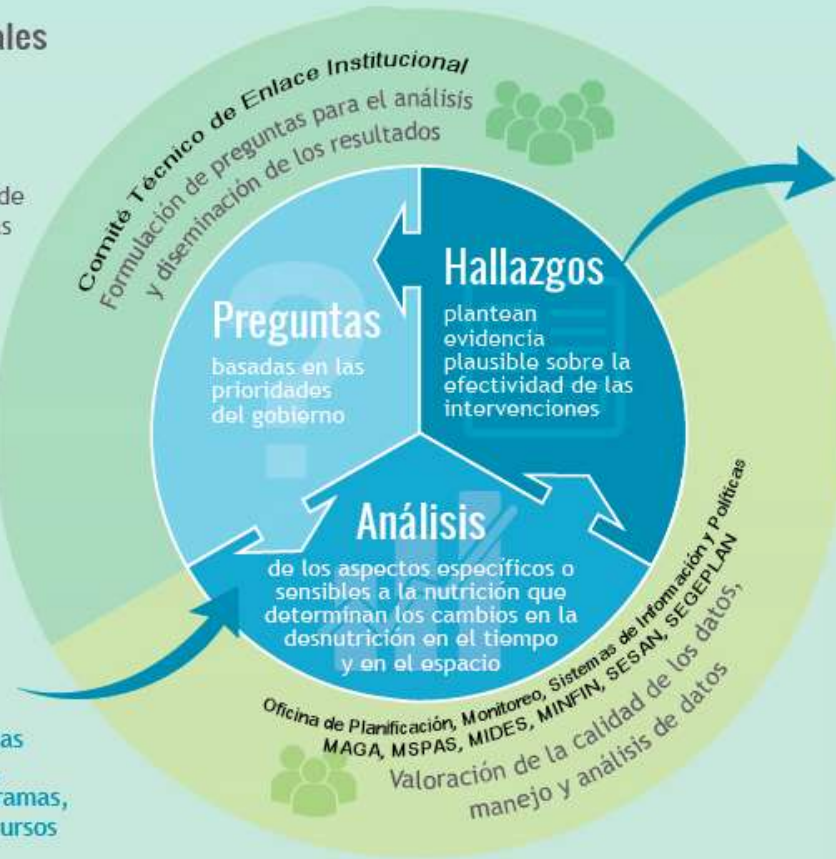 ales
de
s
Comité Técnico de Enlace Institucional
Formulación de preguntas para el análisis
y diseminación de los resultados
Preguntas
basadas en las
prioridades
del gobierno
Hallazgos
plantean
evidencia
plausible sobre la
efectividad de las
intervenciones
Análisis
de los aspectos específicos o
sensibles a la nutrición que
determinan los cambios en la
desnutrición en el tiempo
y en el espacio
Oficina de Planificación, Monitoreo, Sistemas de Información y Políticas
MAGA, MSPAS, MIDES, MINFIN, SESAN, SEGEPLAN
Valoración de la calidad de los datos,
manejo y análisis de datos
as
ramas,
ursos